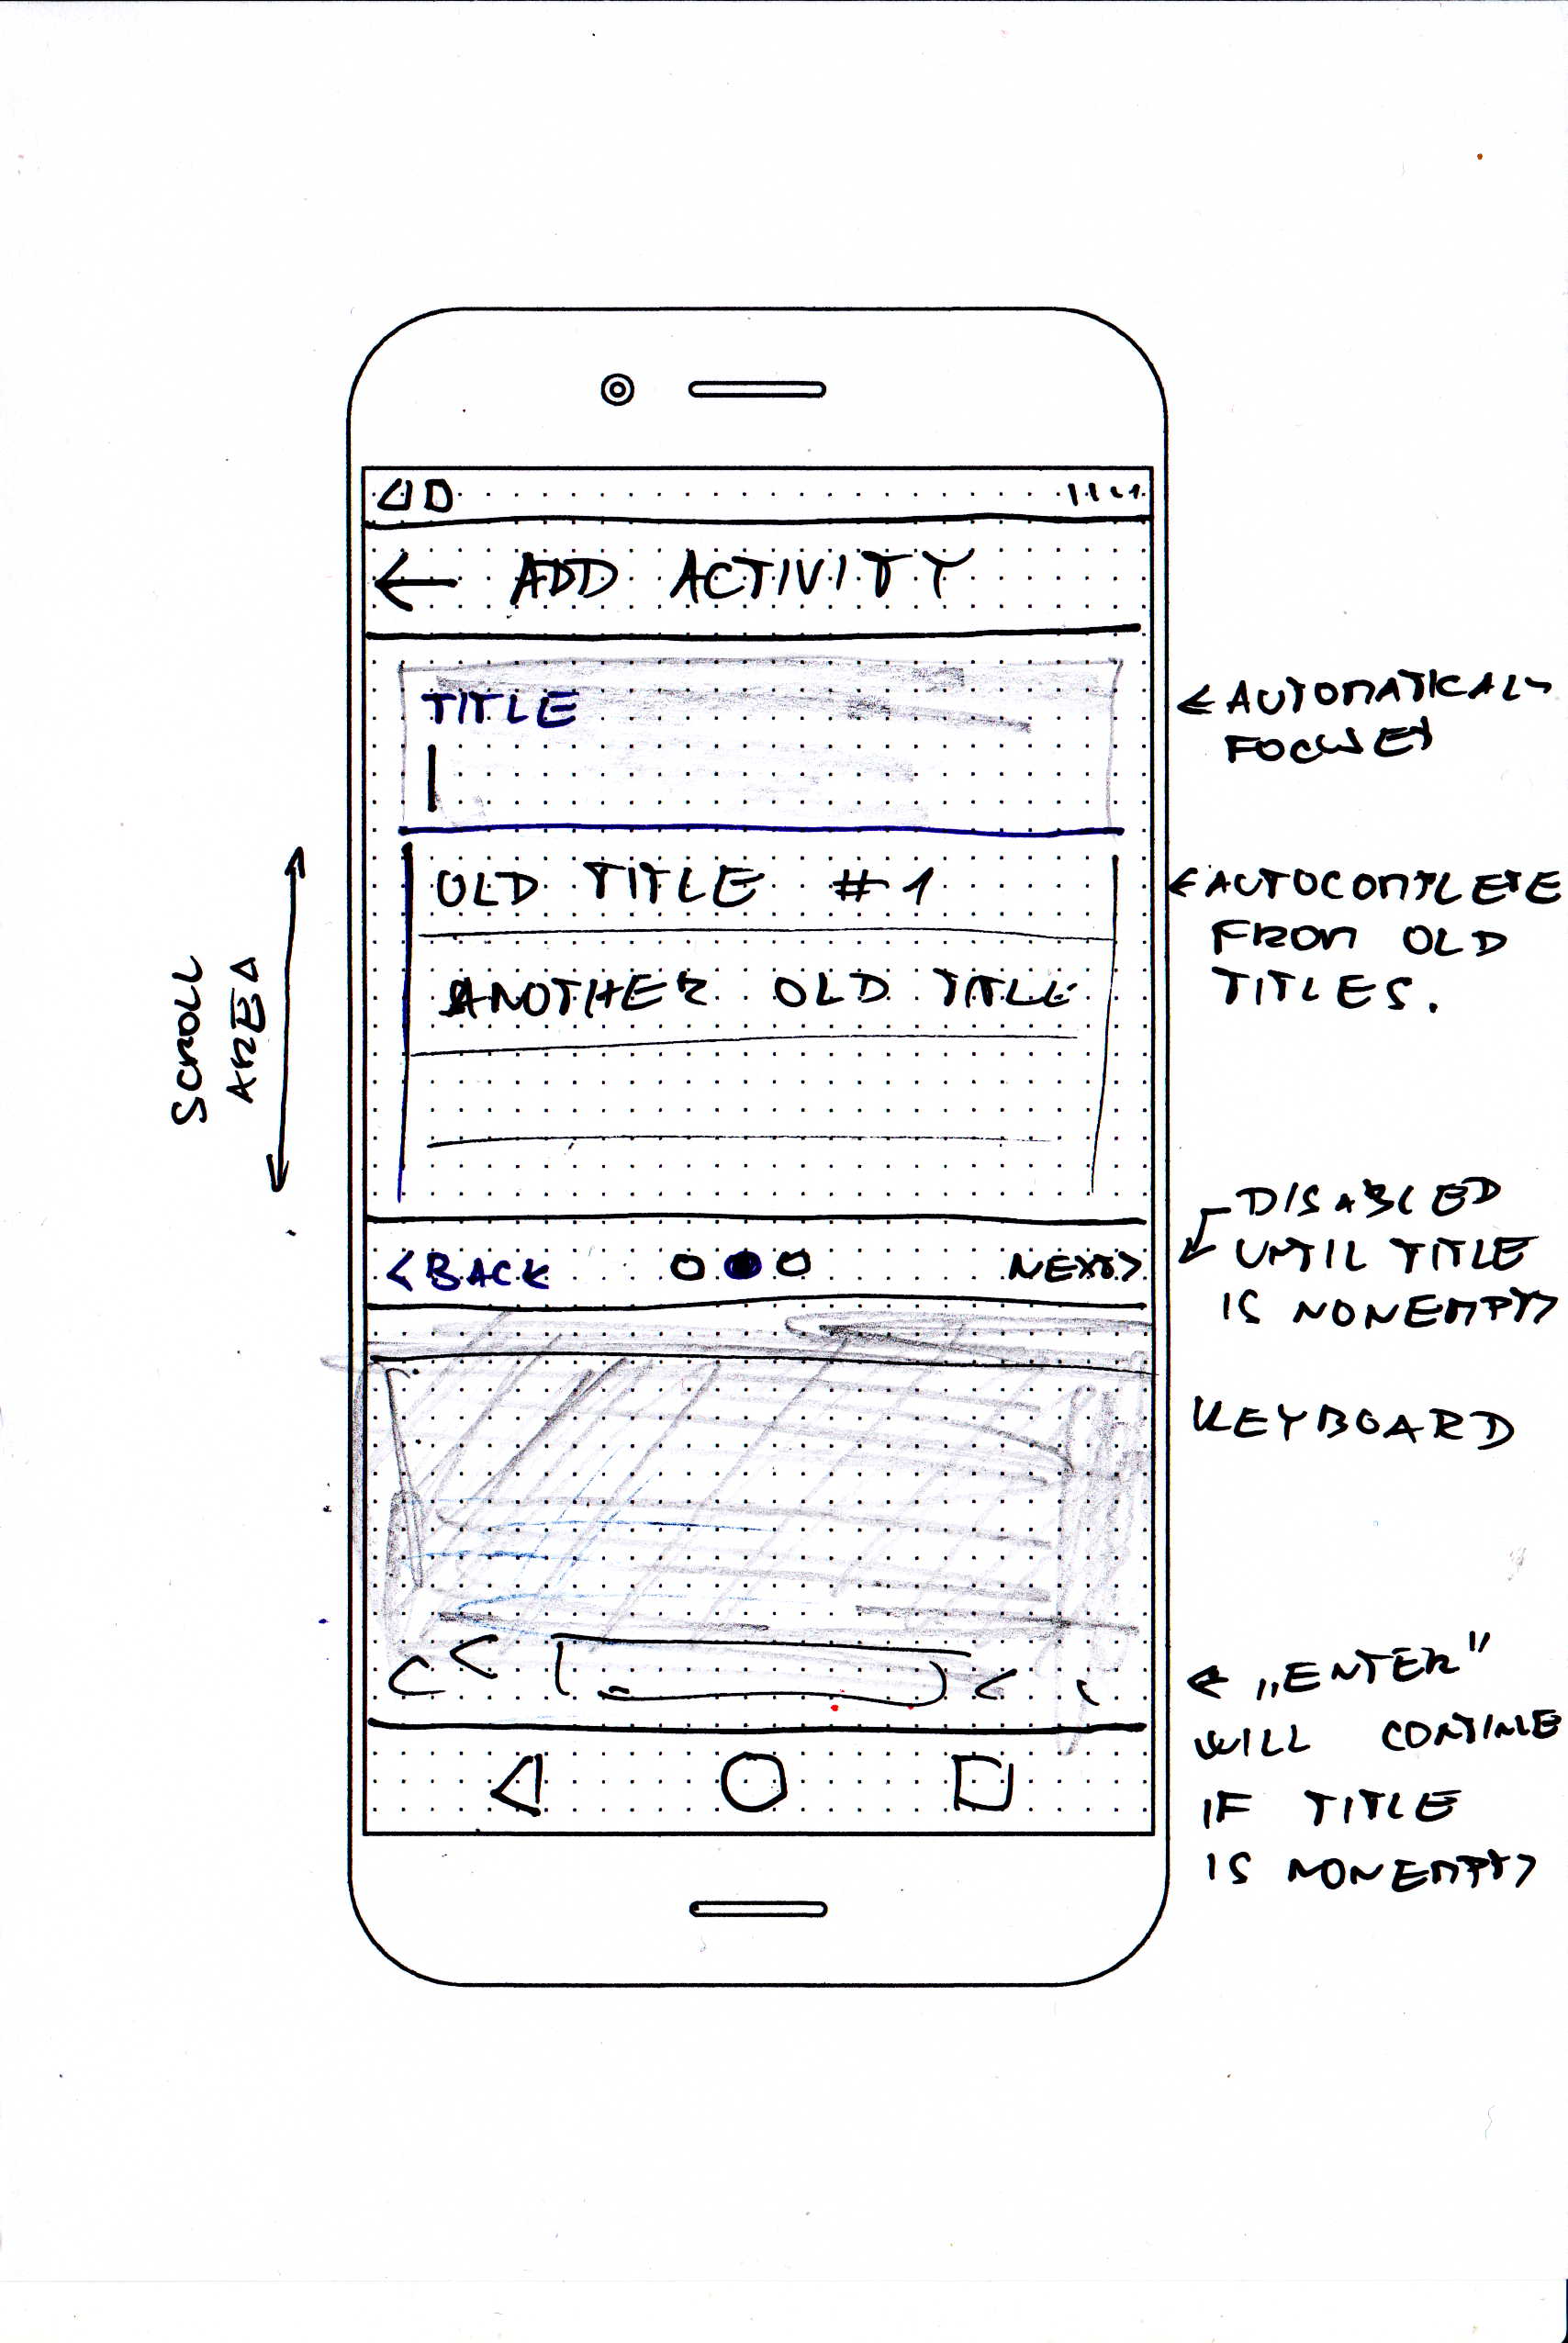 ← ADD ACTIVITY
TITLE
OLD TITLE #1
ANOTHER OLD TITLE
< BACK
NEXT >
SCROLL
AREA
← AUTOMATICALLY
FOCUSED
← AUTOCOMPLETE
FROM OLD
TITLES.
DISABLED
UNTIL TITLE
IS NONEMPTY
KEYBOARD
← „ENTER"
WILL CONTINUE
IF TITLE
IS NONEMPTY